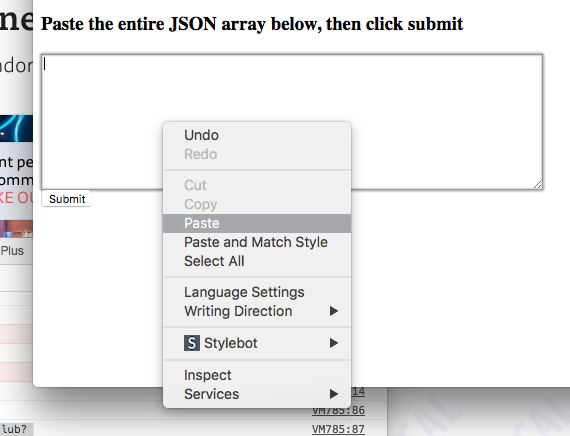 ne
Paste the entire JSON array below, then click submit
ndor
Undo
Redo
nt pe
omm
Cut
KE OU
Submit
Copy
Paste
Plus
Paste and Match Style
Select All
Language Settings
Writing Direction
S Stylebot
Inspect
14
Services
VM785:86
lub?
VM785:87